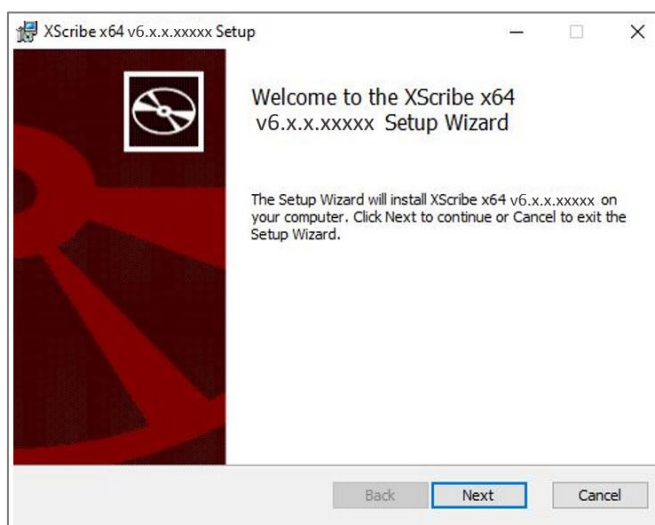 XScribe x64 v6.x.x.xxxxx Setup
Welcome to the XScribe x64
v6.x.x.xxxxx Setup Wizard
The Setup Wizard will install XScribe x64 v6.x.x.xxxxx on
your computer. Click Next to continue or Cancel to exit the
Setup Wizard.
Back Next Cancel